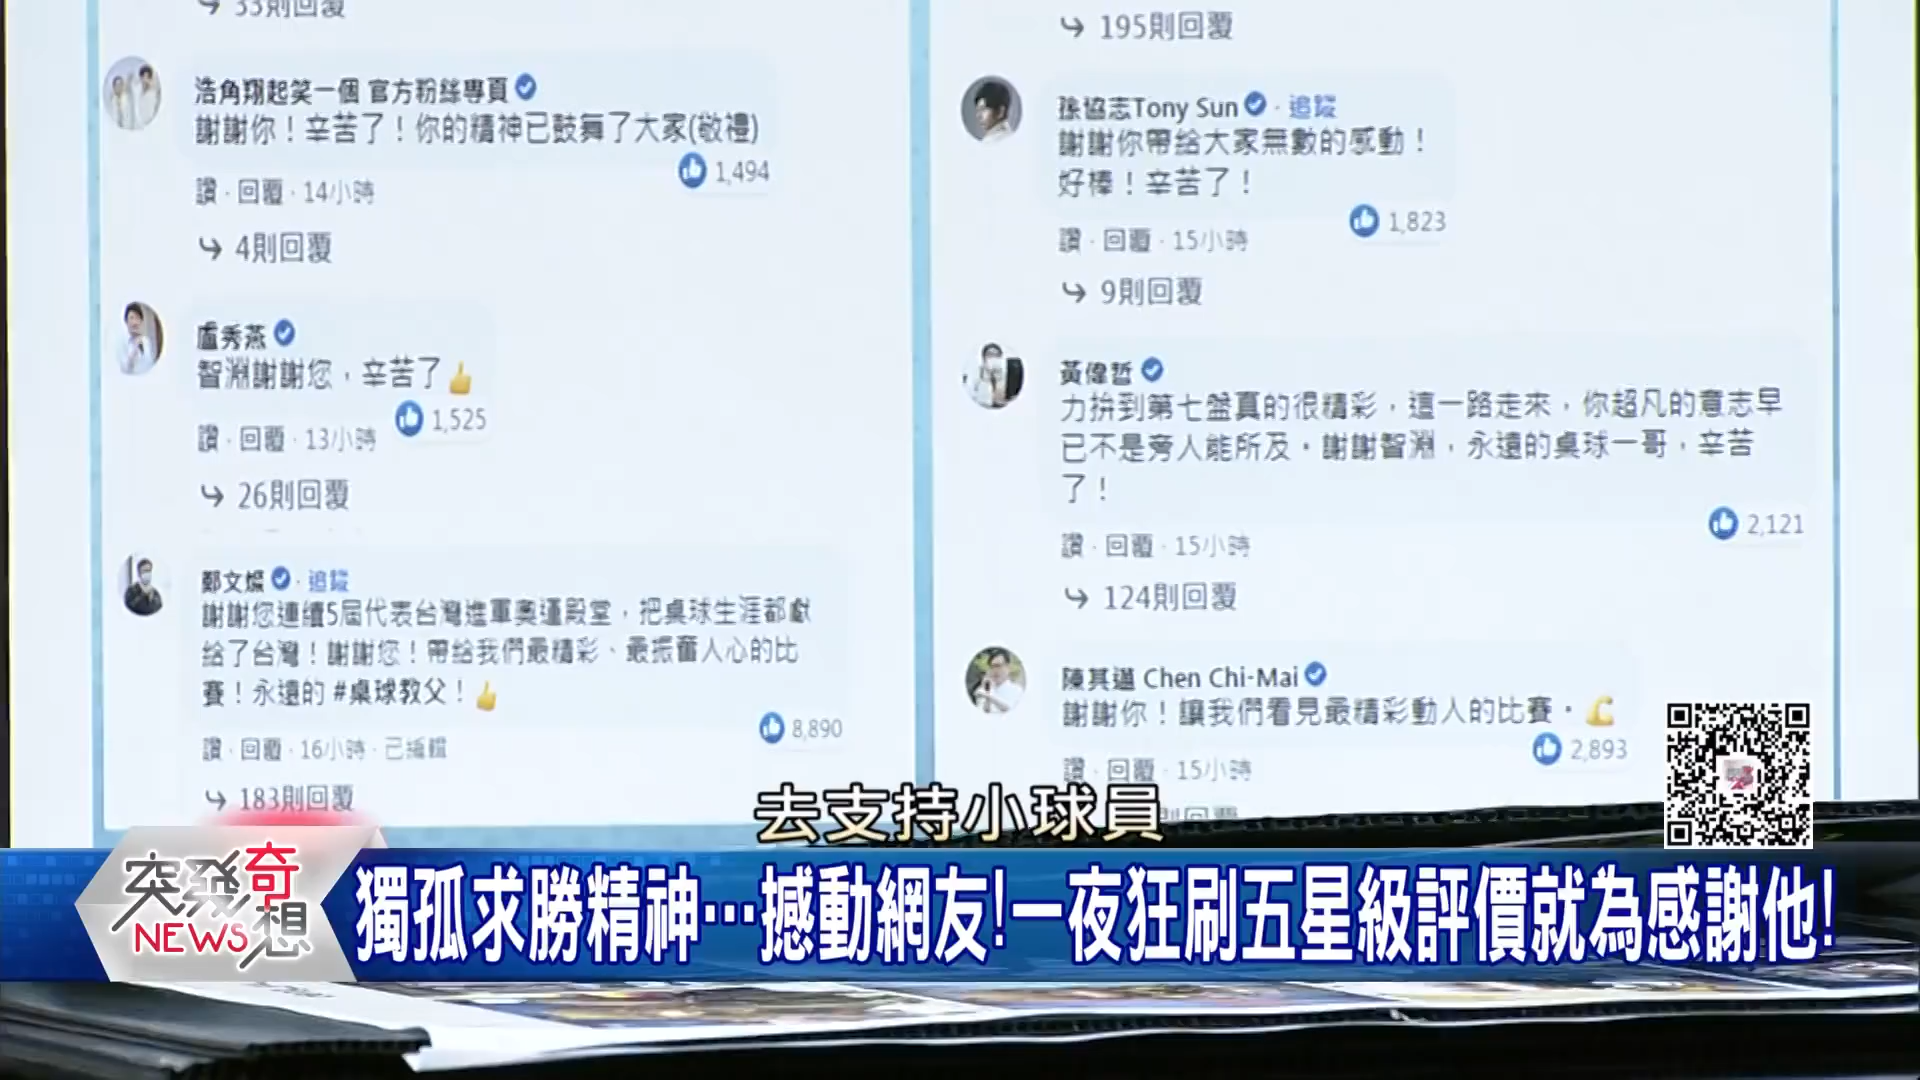 33則回覆
浩角翔起笑一個 官方粉絲專頁
謝謝你！辛苦了！你的精神已鼓舞了大家(敬禮)
1,494
讚 · 回覆 · 14小時
4則回覆
盧秀燕
智淵謝謝您，辛苦了👍
1,525
讚 · 回覆 · 13小時
26則回覆
鄭文燦 · 追蹤
謝謝您連續5屆代表台灣進軍奧運殿堂，把桌球生涯都獻
給了台灣！謝謝您！帶給我們最精彩、最振奮人心的比
賽！永遠的 #桌球教父！👍
8,890
讚 · 回覆 · 16小時 · 已編輯
183則回覆
195則回覆
孫協志Tony Sun · 追蹤
謝謝你帶給大家無數的感動！
好棒！辛苦了！
1,823
讚 · 回覆 · 15小時
9則回覆
黃偉哲
力拚到第七盤真的很精彩，這一路走來，你超凡的意志早
已不是旁人能所及。謝謝智淵，永遠的桌球一哥，辛苦
了！
2,121
讚 · 回覆 · 15小時
124則回覆
陳其邁 Chen Chi-Mai
謝謝你！讓我們看見最精彩動人的比賽。💪
2,893
讚 · 回覆 · 15小時
則回覆
去支持小球員
突發奇想
NEWS
獨孤求勝精神…撼動網友!一夜狂刷五星級評價就為感謝他!